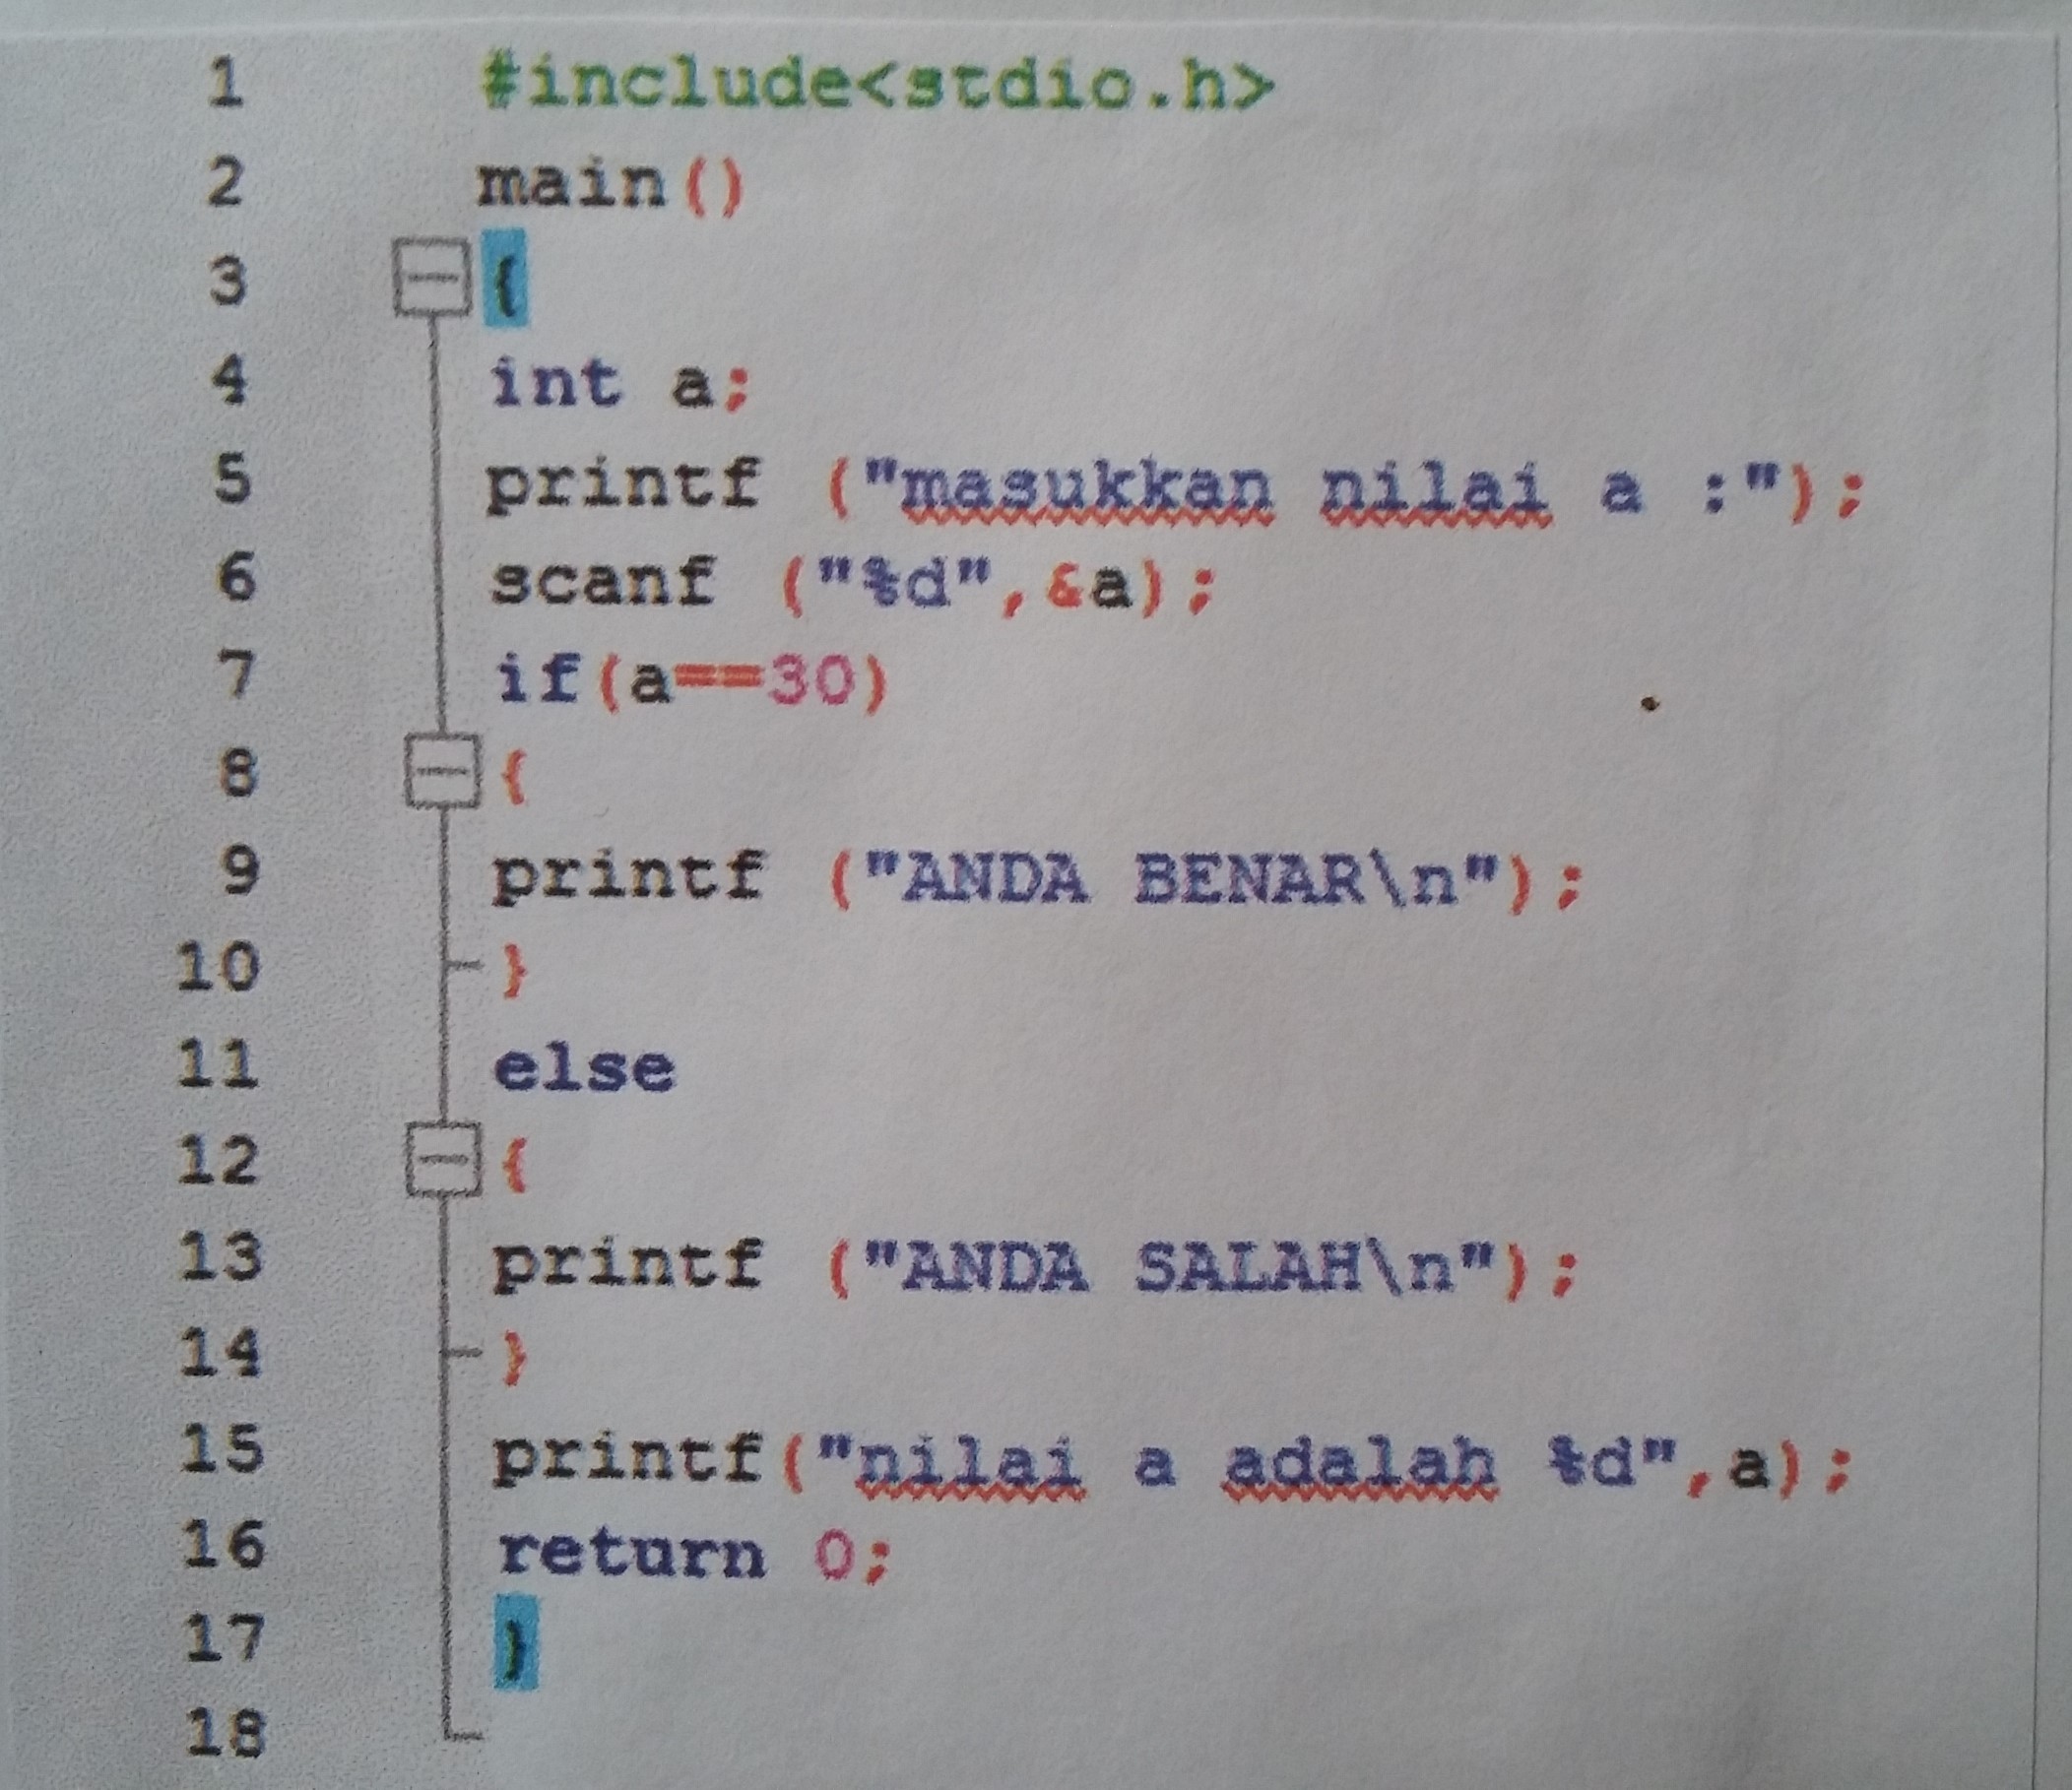 1 #include<stdio.h>
2 main()
3 {
4 int a;
5 printf ("masukkan nilai a :");
6 scanf ("%d",&a);
7 if(a==30)
8 {
9 printf ("ANDA BENAR\n");
10 }
11 else
12 {
13 printf ("ANDA SALAH\n");
14 }
15 printf("nilai a adalah %d",a);
16 return 0;
17 }
18